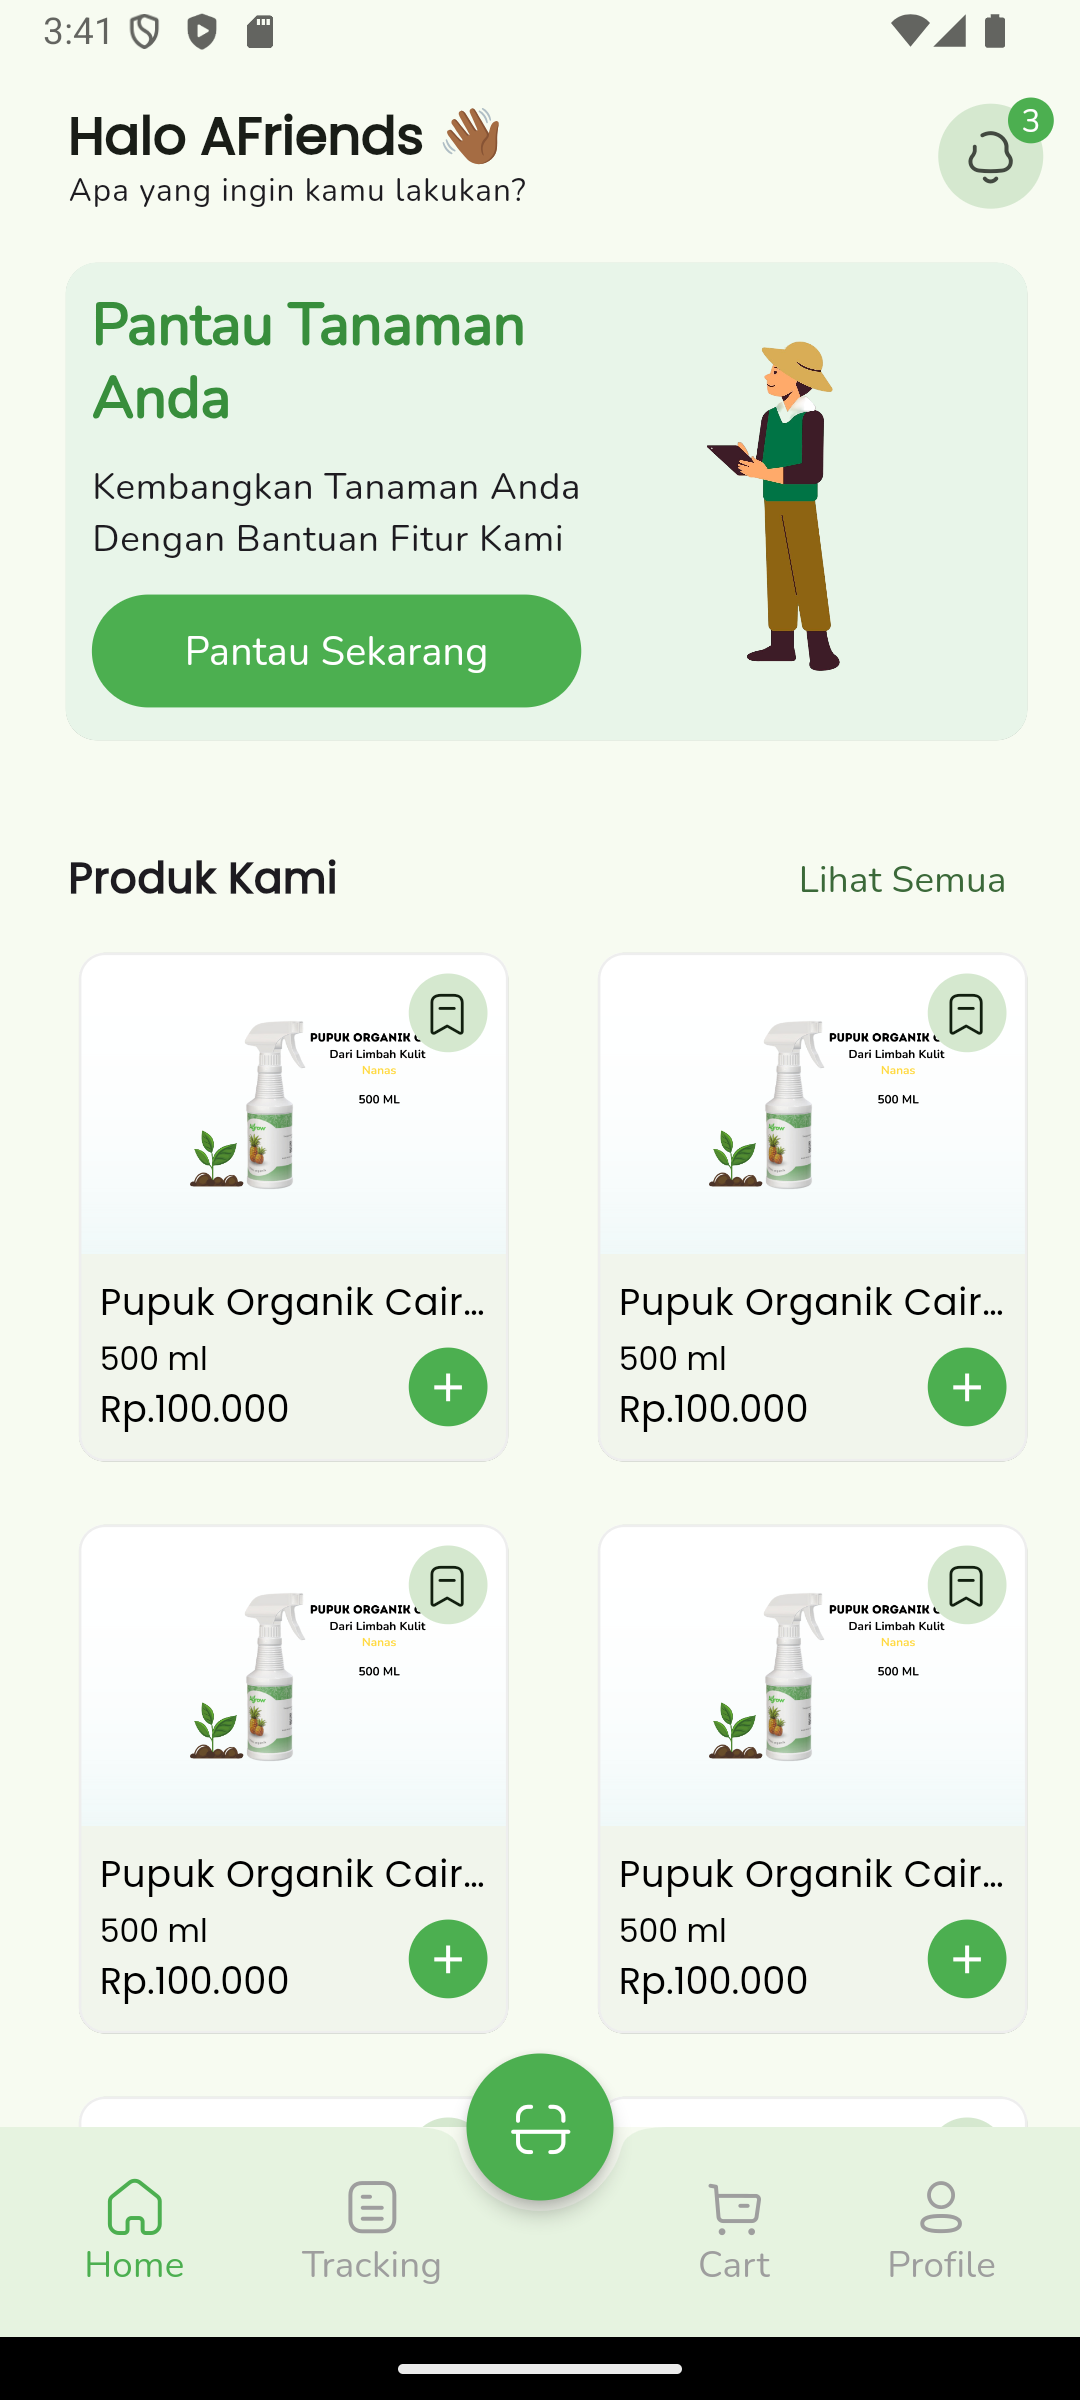 3:41
Halo AFriends 👋🏾
3
Apa yang ingin kamu lakukan?
Pantau Tanaman
Anda
Kembangkan Tanaman Anda
Dengan Bantuan Fitur Kami
Pantau Sekarang
Produk Kami
Lihat Semua
PUPUK ORGANIK
Dari Limbah Kulit
Nanas
500 ML
Pupuk Organik Cair...
500 ml
Rp.100.000
PUPUK ORGANIK
Dari Limbah Kulit
Nanas
500 ML
Pupuk Organik Cair...
500 ml
Rp.100.000
PUPUK ORGANIK
Dari Limbah Kulit
Nanas
500 ML
Pupuk Organik Cair...
500 ml
Rp.100.000
PUPUK ORGANIK
Dari Limbah Kulit
Nanas
500 ML
Pupuk Organik Cair...
500 ml
Rp.100.000
Home
Tracking
Cart
Profile